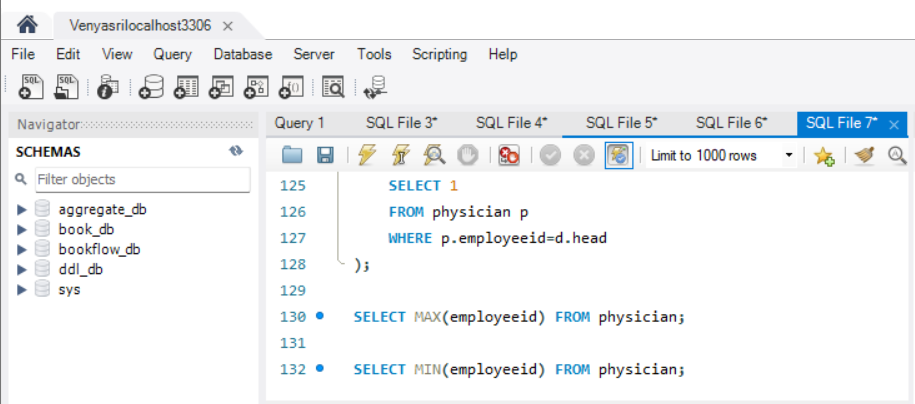 Venyasrilocalhost3306 ×
File Edit View Query Database Server Tools Scripting Help
SQL SQL
Navigator
SCHEMAS
Filter objects
aggregate_db
book_db
bookflow_db
ddl_db
sys
Query 1 SQL File 3* SQL File 4* SQL File 5* SQL File 6* SQL File 7* ×
Limit to 1000 rows
125 SELECT 1
126 FROM physician p
127 WHERE p.employeeid=d.head
128 );
129
130 SELECT MAX(employeeid) FROM physician;
131
132 SELECT MIN(employeeid) FROM physician;